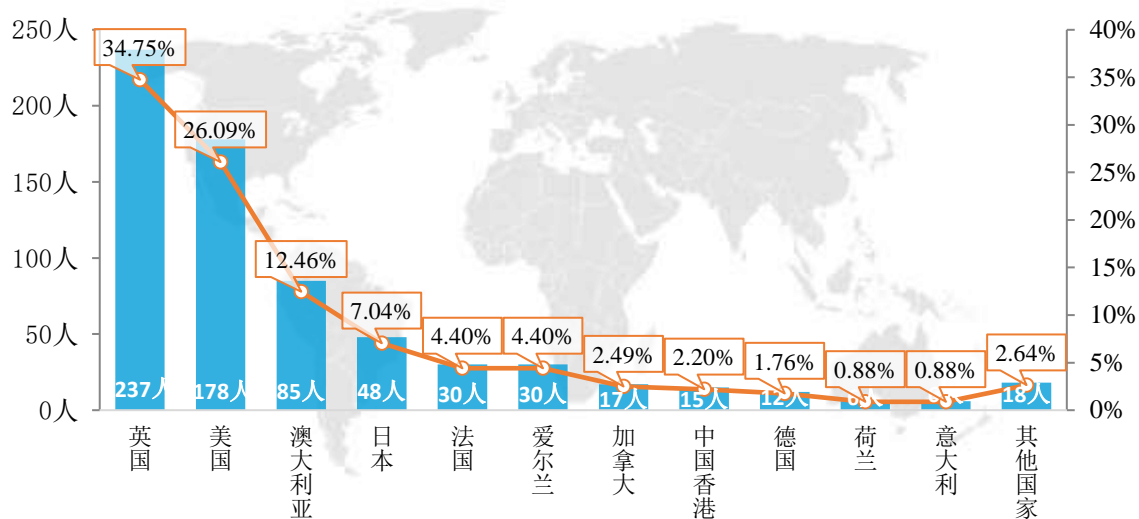 250人
200人
150人
100人
50人
0人
40%
35%
30%
25%
20%
15%
10%
5%
0%
34.75%
26.09%
12.46%
7.04%
4.40%
4.40%
2.49%
2.20%
1.76%
0.88%
0.88%
2.64%
237人
178人
85人
48人
30人
30人
17人
15人
12人
18人
英国
美国
澳大利亚
日本
法国
爱尔兰
加拿大
中国香港
德国
荷兰
意大利
其他国家